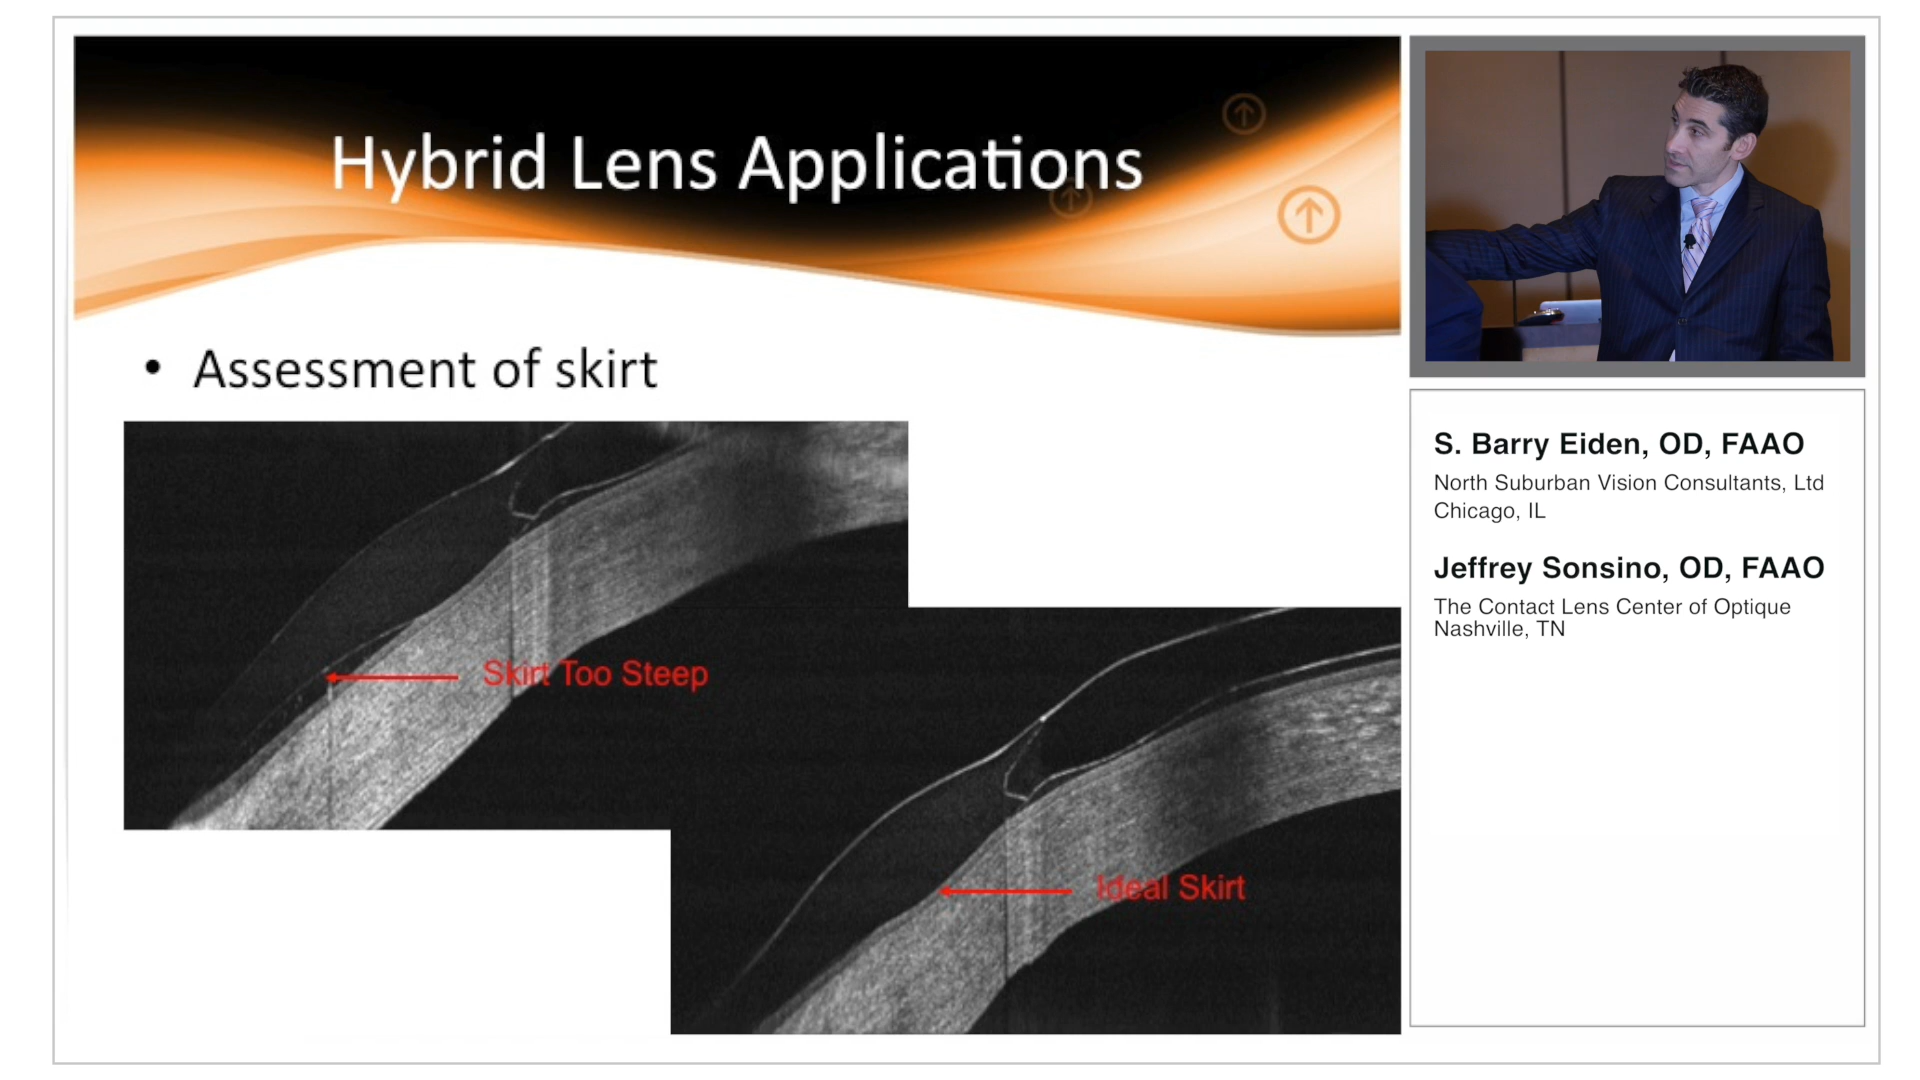 Hybrid Lens Applications
• Assessment of skirt
Skirt Too Steep
Ideal Skirt
S. Barry Eiden, OD, FAAO
North Suburban Vision Consultants, Ltd
Chicago, IL
Jeffrey Sonsino, OD, FAAO
The Contact Lens Center of Optique
Nashville, TN